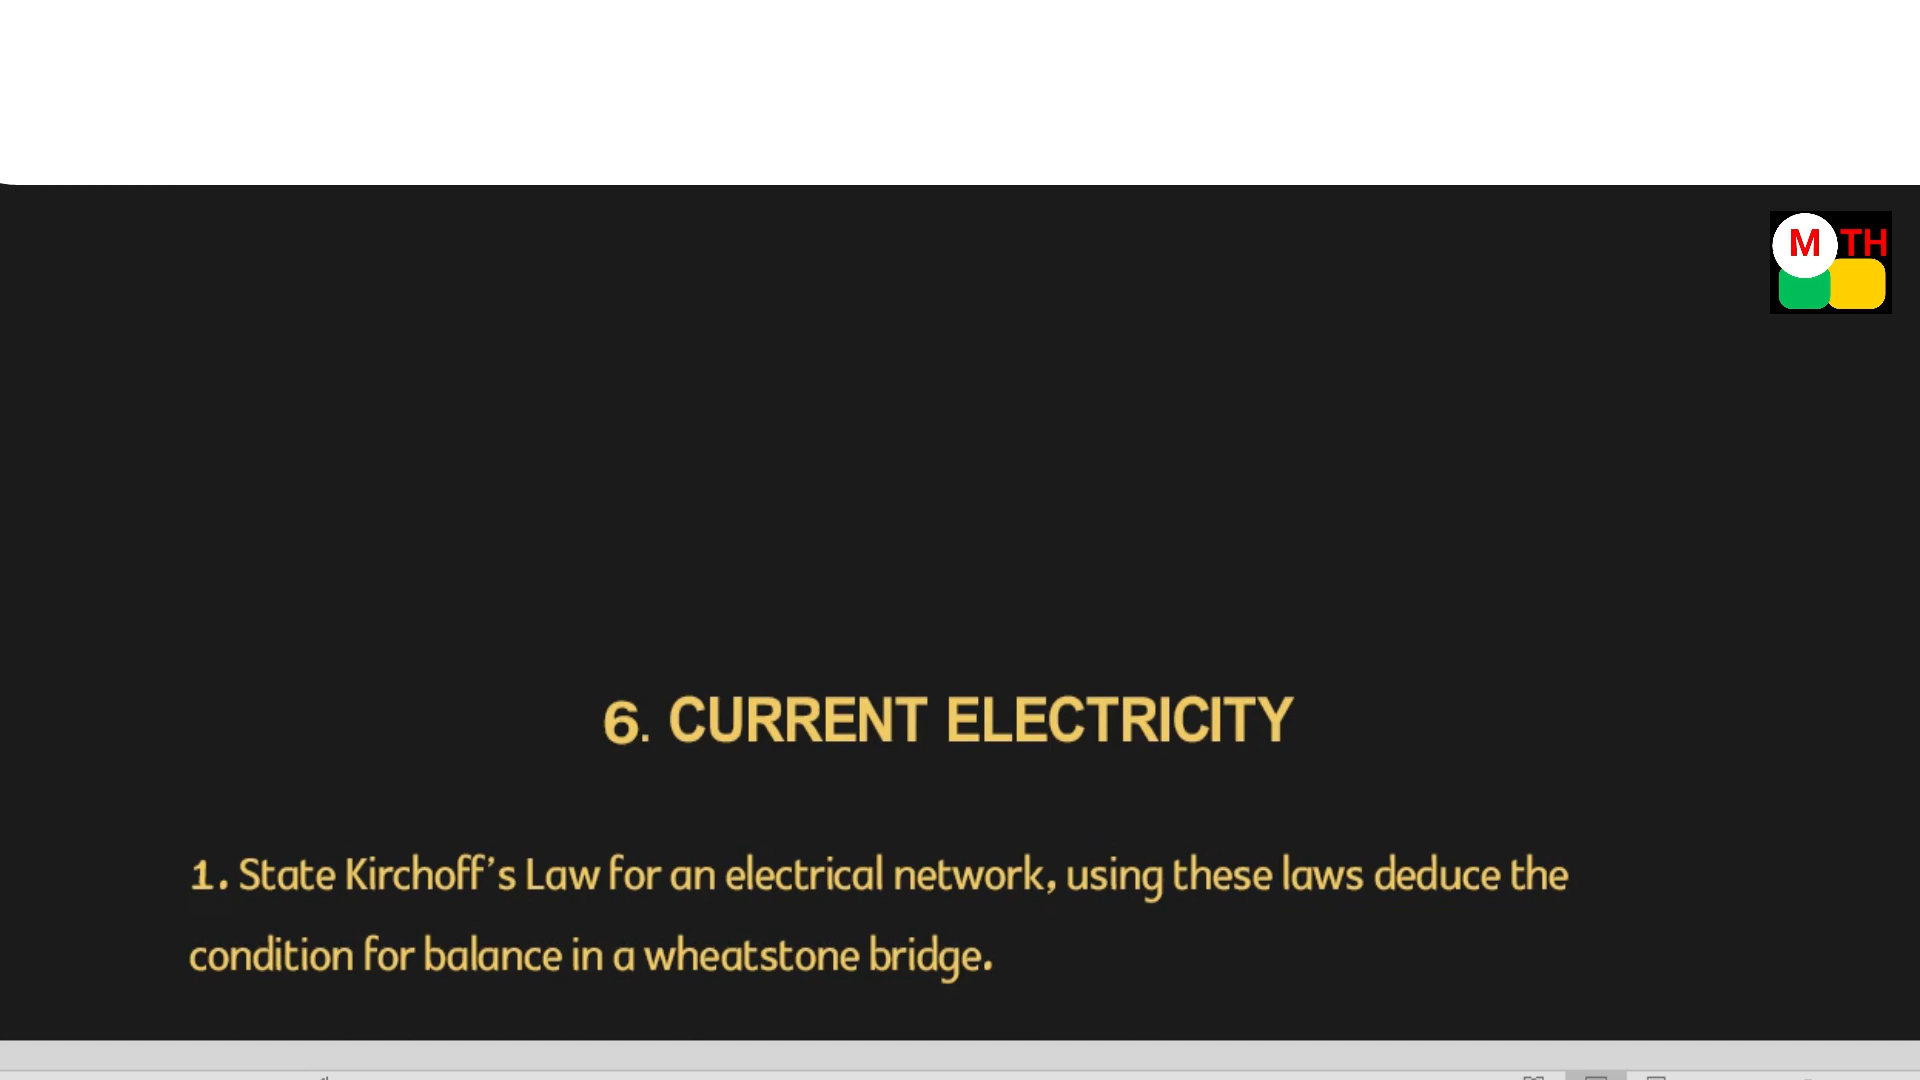 M TH
6. CURRENT ELECTRICITY
1. State Kirchoff’s Law for an electrical network, using these laws deduce the
condition for balance in a wheatstone bridge.